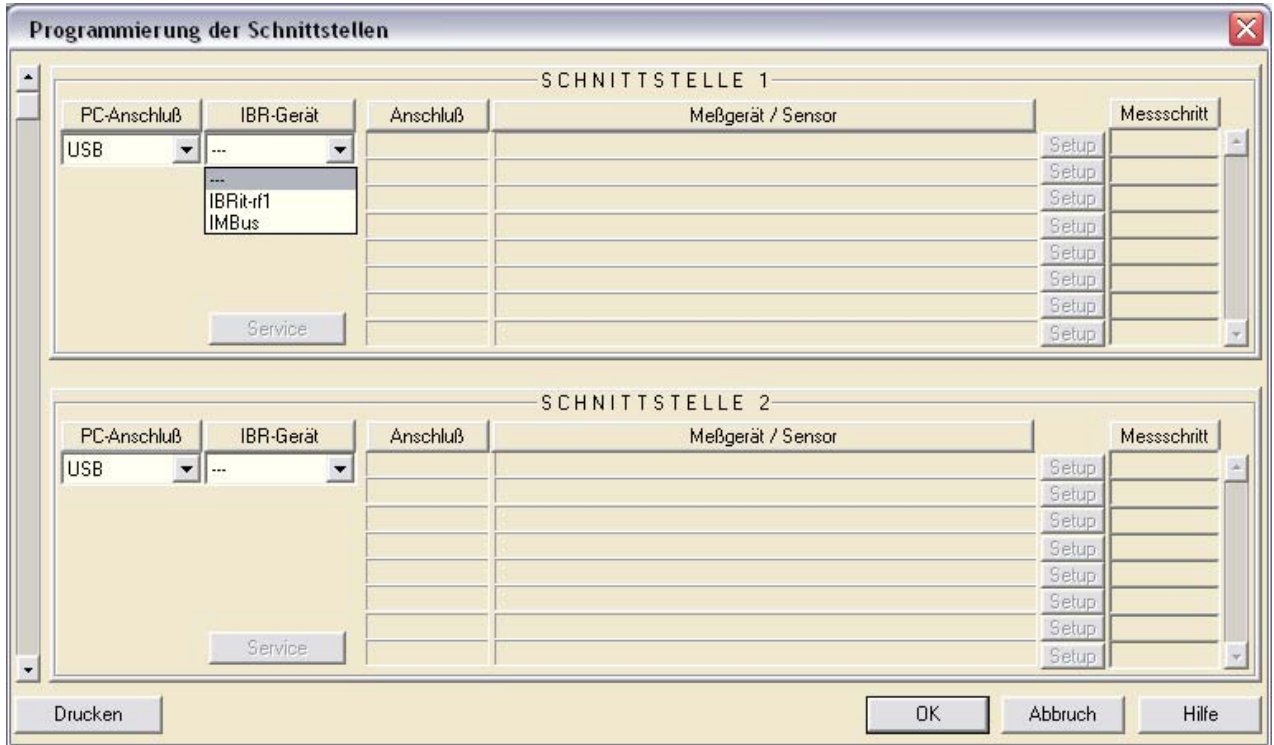 Programmierung der Schnittstellen
SCHNITTSTELLE 1
PC-Anschluß IBR-Gerät Anschluß Meßgerät / Sensor Messschritt
USB --- Setup
--- Setup
IBRit-rf1 Setup
IMBus Setup
Setup
Setup
Setup
Service Setup
SCHNITTSTELLE 2
PC-Anschluß IBR-Gerät Anschluß Meßgerät / Sensor Messschritt
USB --- Setup
Setup
Setup
Setup
Setup
Setup
Setup
Service Setup
Drucken OK Abbruch Hilfe